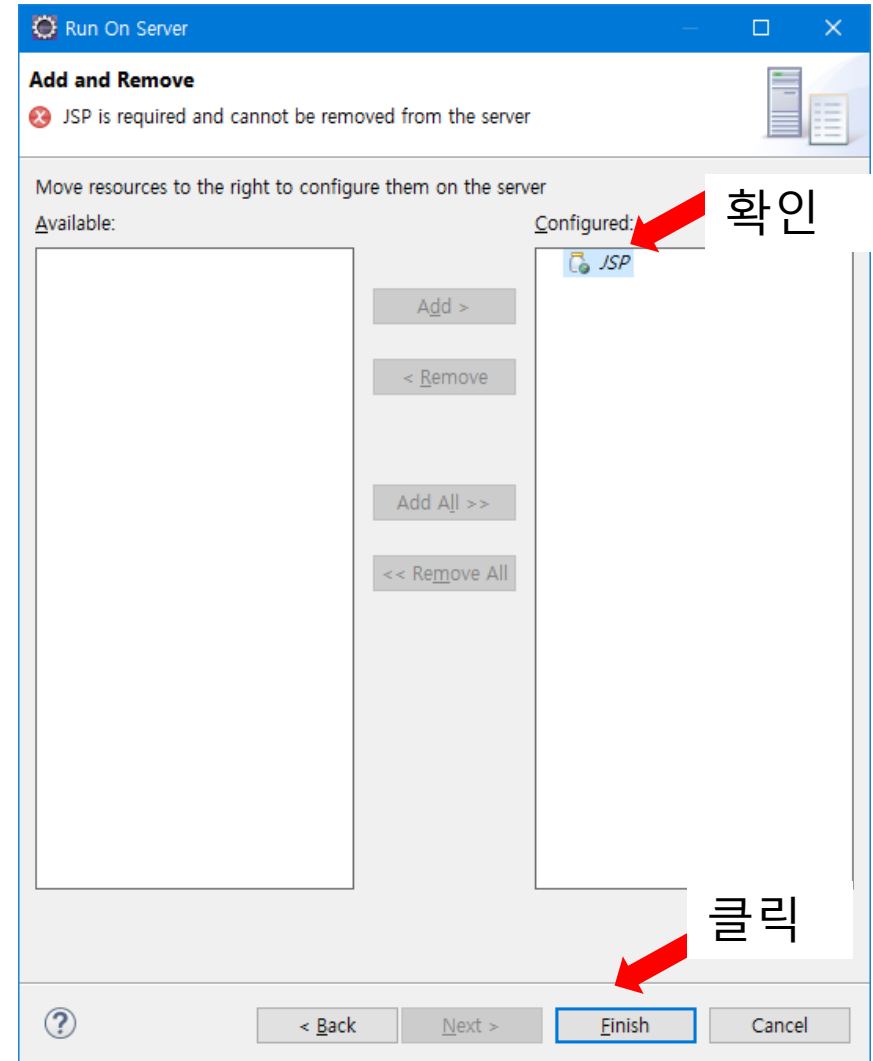 Run On Server
Add and Remove
JSP is required and cannot be removed from the server
Move resources to the right to configure them on the server
확인
Available:
Configured:
JSP
Add >
< Remove
Add All >>
<< Remove All
클릭
?
< Back
Next >
Finish
Cancel